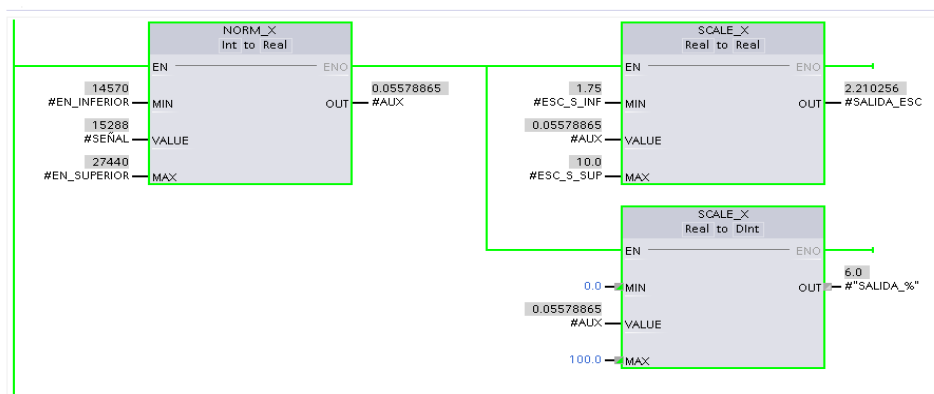 NORM_X
Int to Real
EN
ENO
14570
#EN_INFERIOR
MIN
0.05578865
OUT
#AUX
15288
#SEÑAL
VALUE
27440
#EN_SUPERIOR
MAX
SCALE_X
Real to Real
EN
ENO
1.75
#ESC_S_INF
MIN
2.210256
OUT
#SALIDA_ESC
0.05578865
#AUX
VALUE
10.0
#ESC_S_SUP
MAX
SCALE_X
Real to DInt
EN
ENO
0.0
MIN
6.0
OUT
#"SALIDA_%"
0.05578865
#AUX
VALUE
100.0
MAX